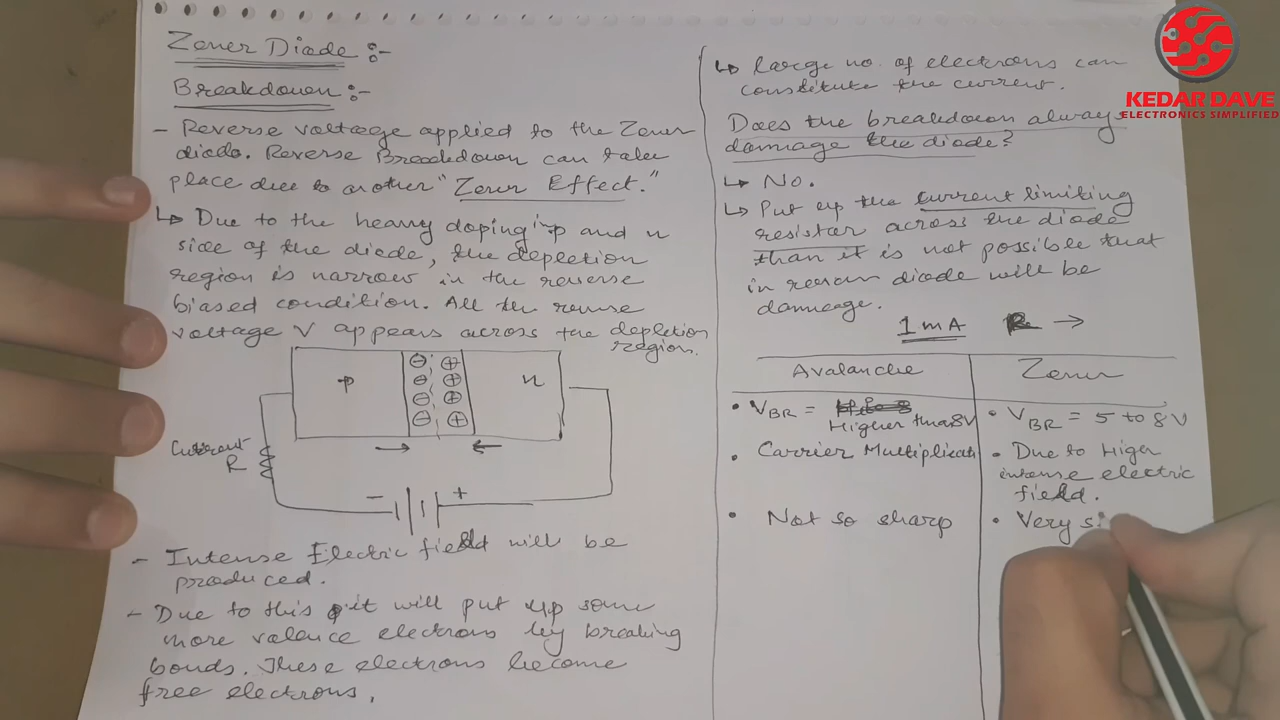 Zener Diode :-
Breakdown :-
- Reverse voltage applied to the Zener
diode. Reverse Breakdown can take
place due to another "Zener Effect."
↳ Due to the heavy doping in p and n
side of the diode, the depletion
region is narrow in the reverse
biased condition. All the reverse
voltage V appears across the depletion
region.
p
n
Current
R
- +
- Intense Electric field will be
produced.
- Due to this it will put up some
more valence electrons by breaking
bonds. These electrons become
free electrons.
↳ Large no. of electrons can
constitute the current.
Does the breakdown always
damage the diode?
↳ No.
↳ Put up the current limiting
resistor across the diode
than it is not possible that
in diode will be
dameage.
1 mA R →
Avalanche
• VBR =
Higher than 8V
• Carrier Multiplicati
• Not so sharp
Zener
• VBR = 5 to 8V
• Due to Higer
intense electric
field.
• Very s
KEDAR DAVE
ELECTRONICS SIMPLIFIED